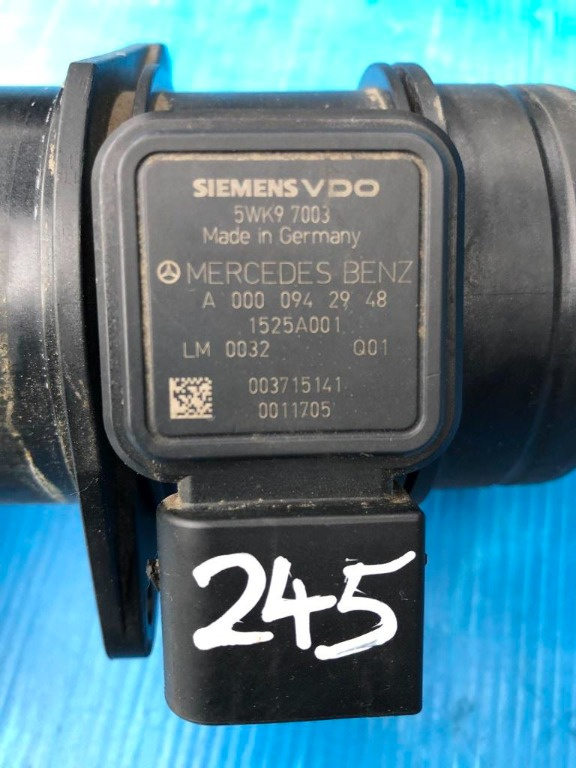 SIEMENS VDO
5WK9 7003
Made in Germany
MERCEDES BENZ
A 000 094 29 48
1525A001
LM 0032 Q01
003715141
0011705
245